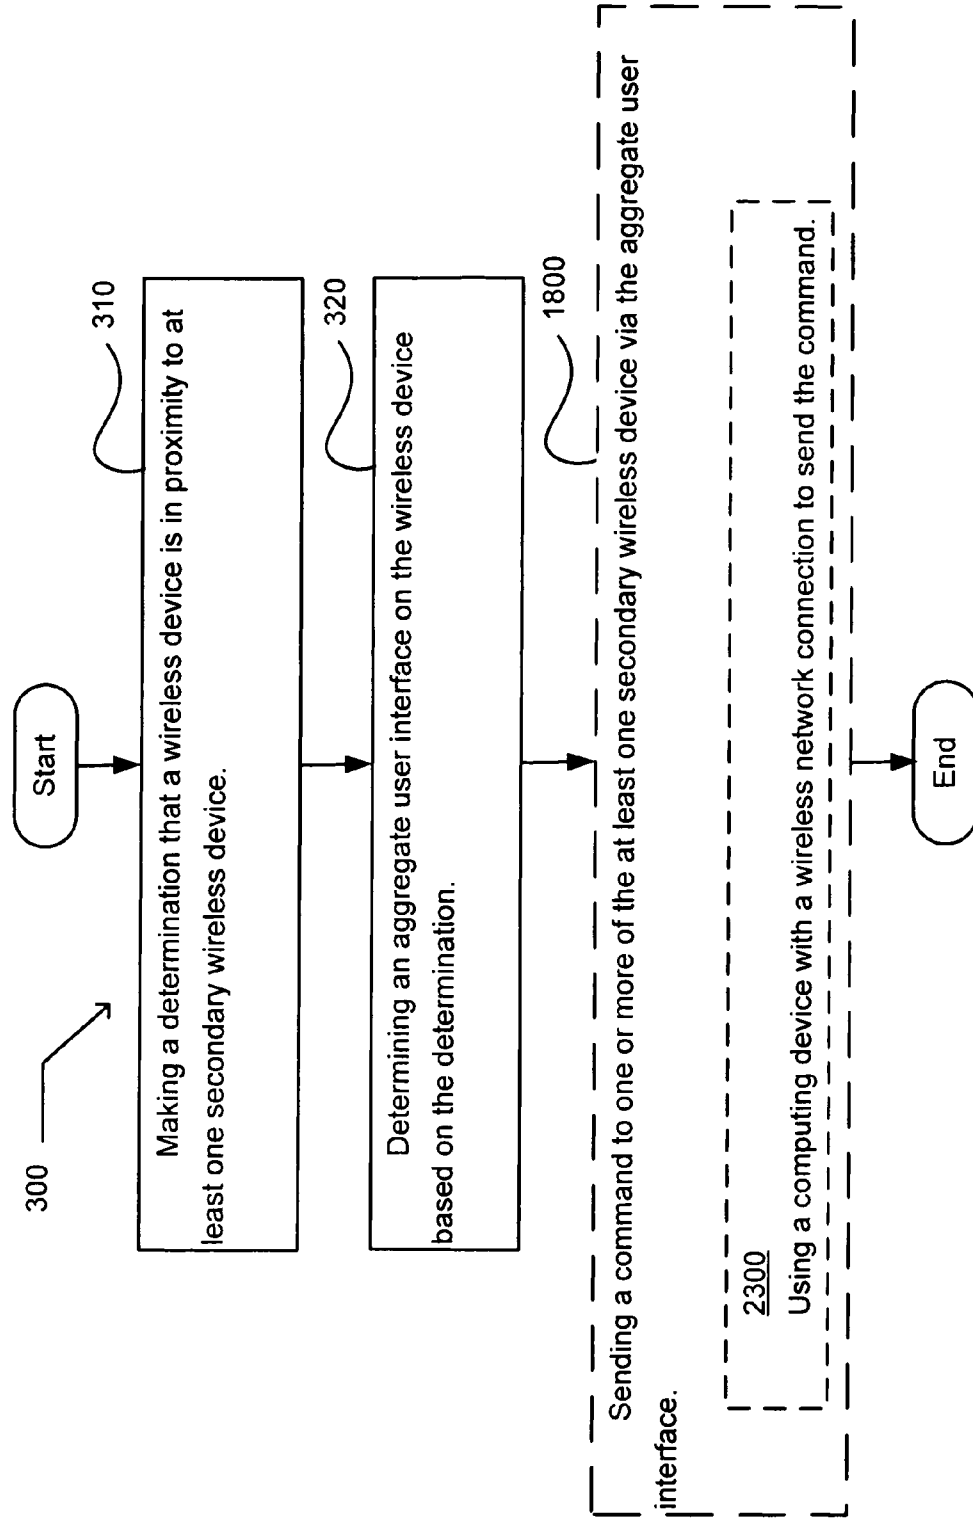 Start
300
310
Making a determination that a wireless device is in proximity to at
least one secondary wireless device.
320
Determining an aggregate user interface on the wireless device
based on the determination.
1800
Sending a command to one or more of the at least one secondary wireless device via the aggregate user
interface.
2300
Using a computing device with a wireless network connection to send the command.
End